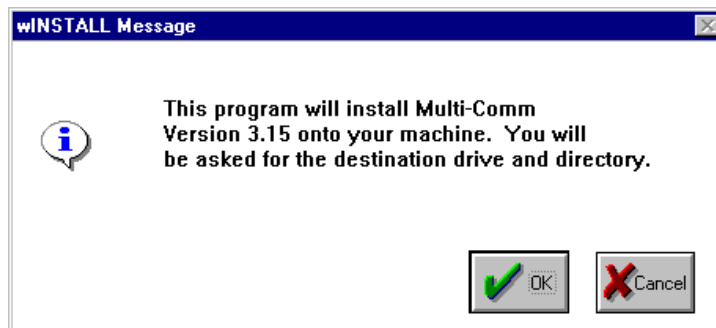 wINSTALL Message
This program will install Multi-Comm
Version 3.15 onto your machine.  You will
be asked for the destination drive and directory.
OK
Cancel